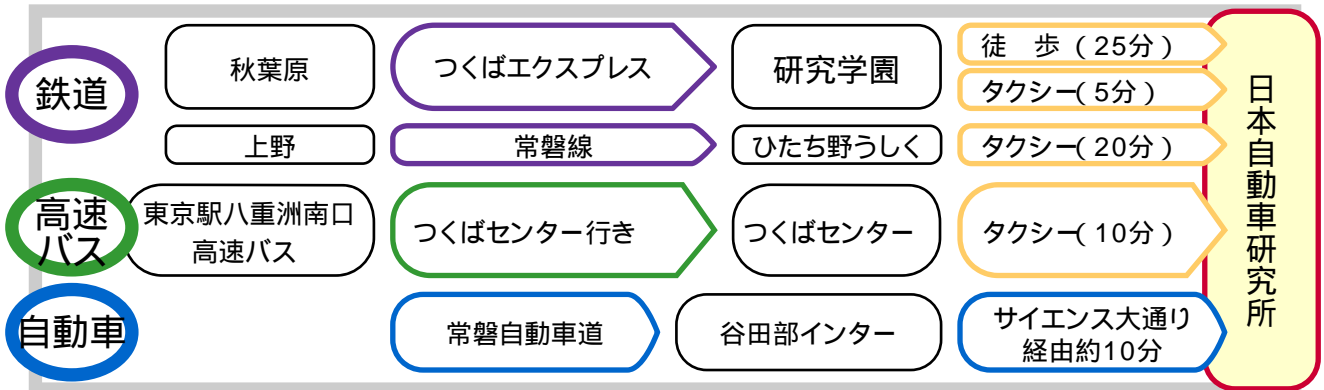 鉄道
秋葉原
つくばエクスプレス
研究学園
徒　歩（25分）
タクシー（5分）
上野
常磐線
ひたち野うしく
タクシー（20分）
高速
バス
東京駅八重洲南口
高速バス
つくばセンター行き
つくばセンター
タクシー（10分）
自動車
常磐自動車道
谷田部インター
サイエンス大通り
経由約10分
日本自動車研究所